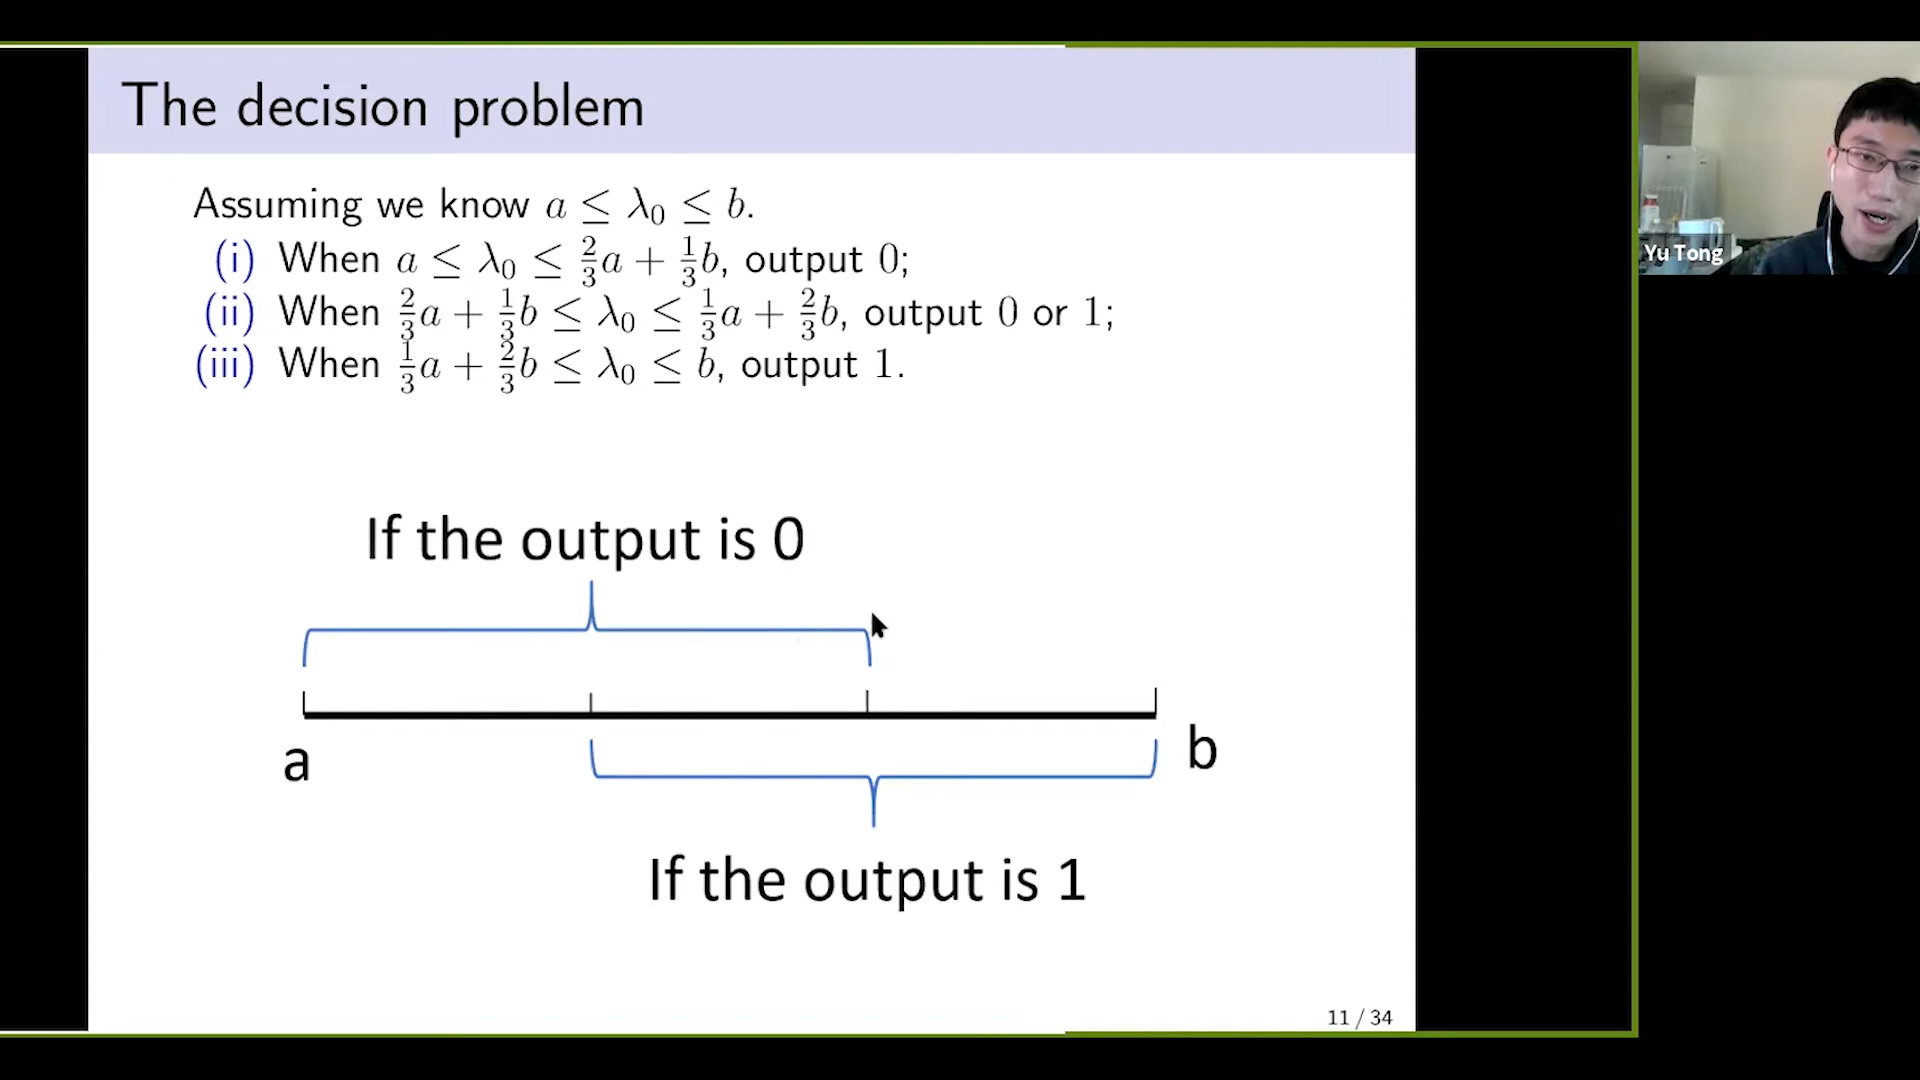 The decision problem
Assuming we know a ≤ λ₀ ≤ b.
(i) When a ≤ λ₀ ≤ 2/3a + 1/3b, output 0;
(ii) When 2/3a + 1/3b ≤ λ₀ ≤ 1/3a + 2/3b, output 0 or 1;
(iii) When 1/3a + 2/3b ≤ λ₀ ≤ b, output 1.
If the output is 0
a
b
If the output is 1
11 / 34
Yu Tong